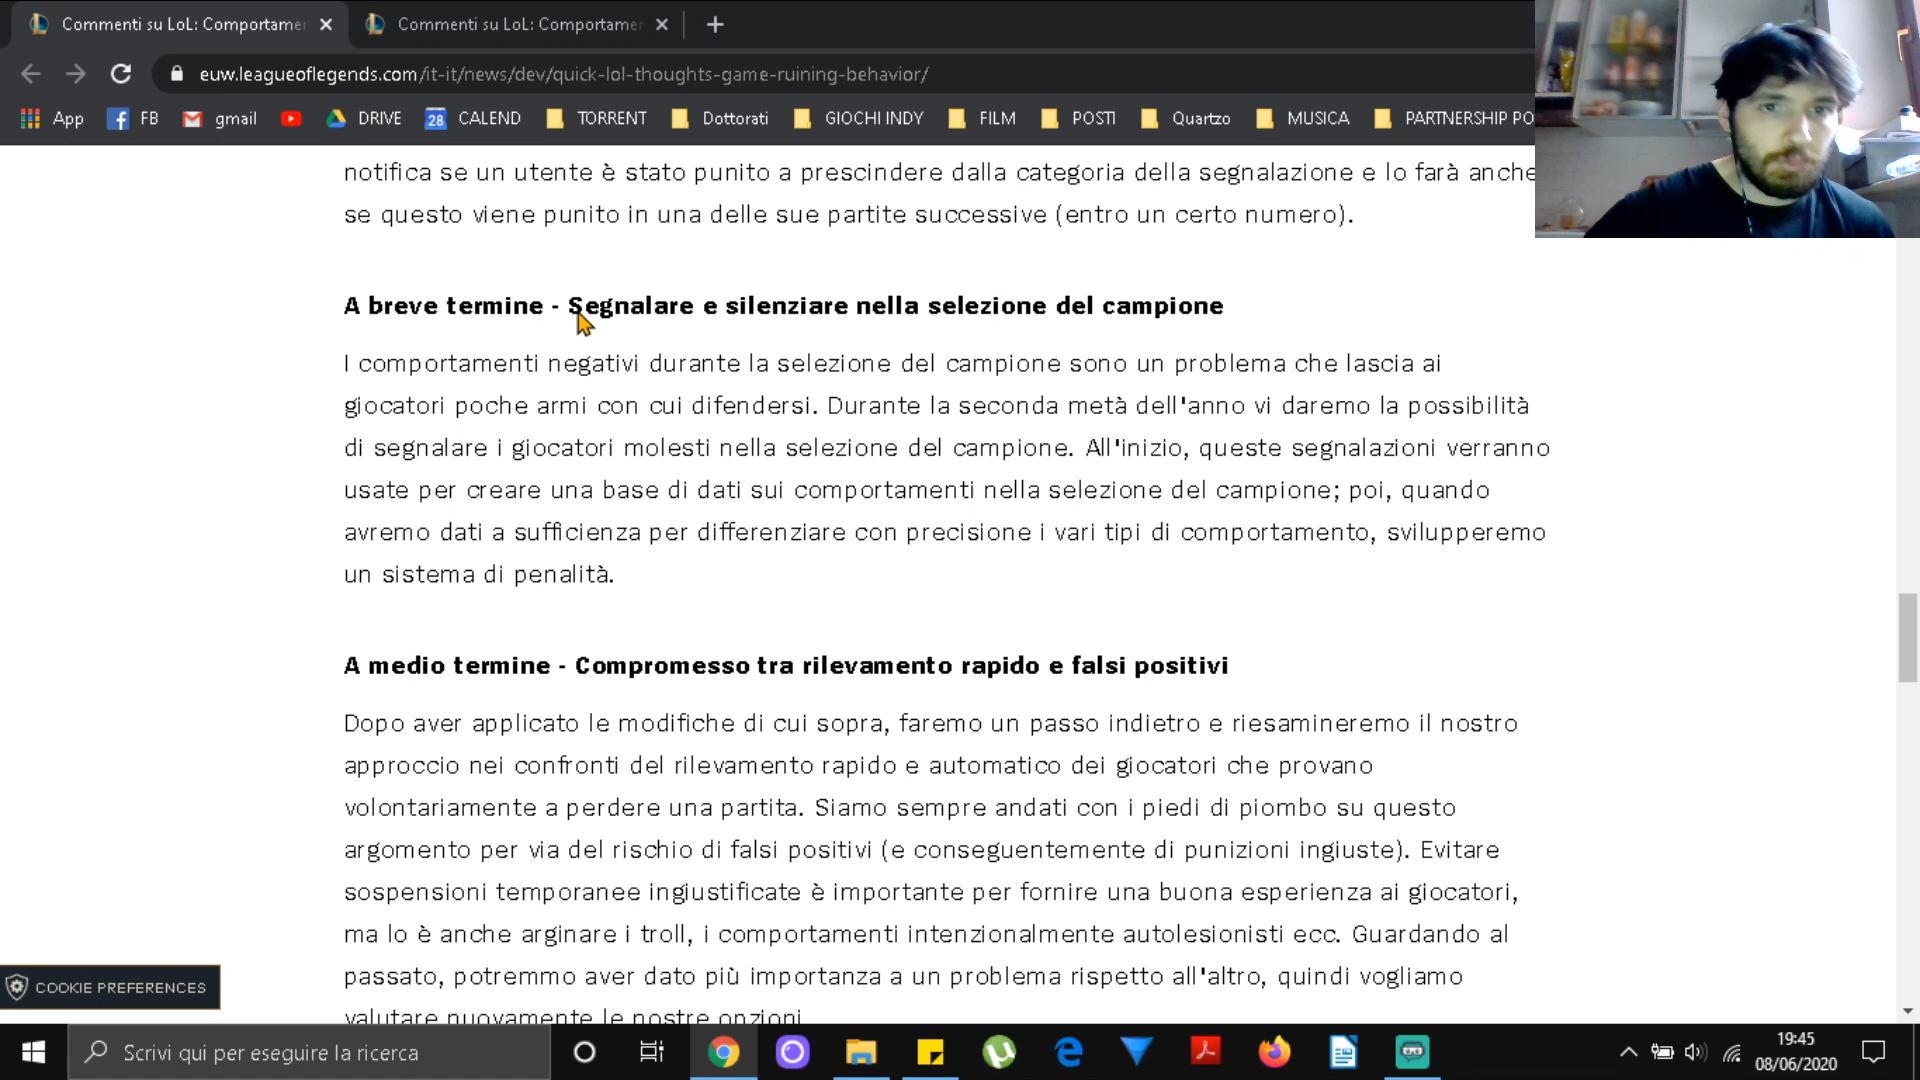 Commenti su LoL: Comportame
Commenti su LoL: Comportame
euw.leagueoflegends.com/it-it/news/dev/quick-lol-thoughts-game-ruining-behavior/
App FB gmail DRIVE 28 CALEND TORRENT Dottorati GIOCHI INDY FILM POSTI Quartzo MUSICA PARTNERSHIP PO
notifica se un utente è stato punito a prescindere dalla categoria della segnalazione e lo farà anche
se questo viene punito in una delle sue partite successive (entro un certo numero).
A breve termine - Segnalare e silenziare nella selezione del campione
I comportamenti negativi durante la selezione del campione sono un problema che lascia ai
giocatori poche armi con cui difendersi. Durante la seconda metà dell'anno vi daremo la possibilità
di segnalare i giocatori molesti nella selezione del campione. All'inizio, queste segnalazioni verranno
usate per creare una base di dati sui comportamenti nella selezione del campione; poi, quando
avremo dati a sufficienza per differenziare con precisione i vari tipi di comportamento, svilupperemo
un sistema di penalità.
A medio termine - Compromesso tra rilevamento rapido e falsi positivi
Dopo aver applicato le modifiche di cui sopra, faremo un passo indietro e riesamineremo il nostro
approccio nei confronti del rilevamento rapido e automatico dei giocatori che provano
volontariamente a perdere una partita. Siamo sempre andati con i piedi di piombo su questo
argomento per via del rischio di falsi positivi (e conseguentemente di punizioni ingiuste). Evitare
sospensioni temporanee ingiustificate è importante per fornire una buona esperienza ai giocatori,
ma lo è anche arginare i troll, i comportamenti intenzionalmente autolesionisti ecc. Guardando al
passato, potremmo aver dato più importanza a un problema rispetto all'altro, quindi vogliamo
valutare nuovamente le nostre opzioni
COOKIE PREFERENCES
Scrivi qui per eseguire la ricerca
19:45
08/06/2020